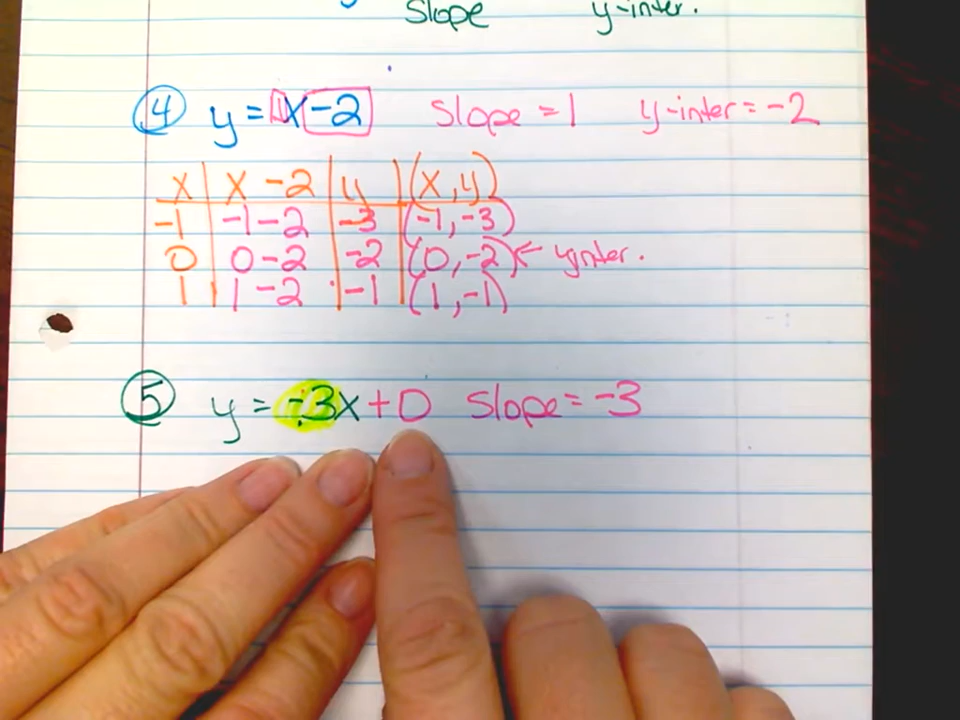 Slope y-inter.
④ y = 1x - 2 Slope = 1 y-inter = -2
x | x - 2 | y | (x, y)
-1 | -1 - 2 | -3 | (-1, -3)
0 | 0 - 2 | -2 | (0, -2) ← y-inter.
1 | 1 - 2 | -1 | (1, -1)
⑤ y = -3x + 0 Slope = -3